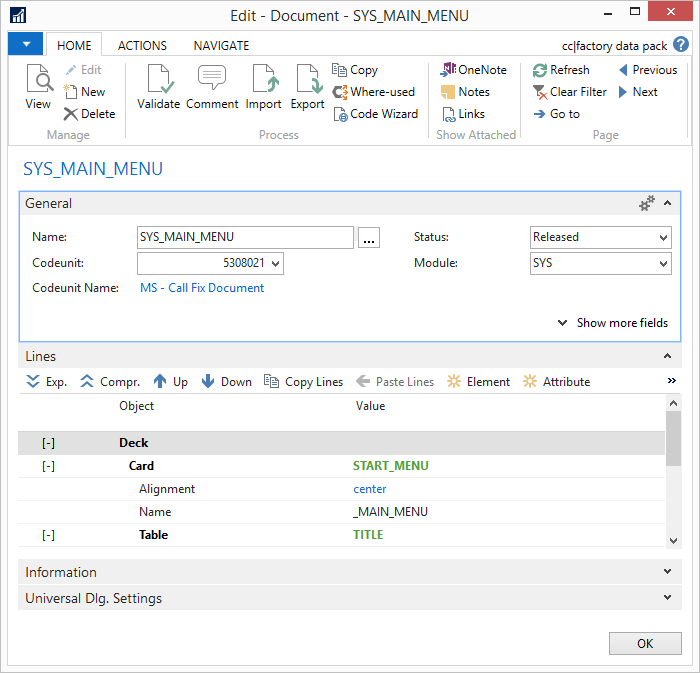 Edit - Document - SYS_MAIN_MENU
HOME ACTIONS NAVIGATE cc|factory data pack ?
View Edit New Delete
Manage
Validate Comment Import Export Copy Where-used Code Wizard
Process
OneNote Notes Links
Show Attached
Refresh Clear Filter Go to Previous Next
Page
SYS_MAIN_MENU
General
Name: SYS_MAIN_MENU ... Status: Released
Codeunit: 5308021 Module: SYS
Codeunit Name: MS - Call Fix Document
Show more fields
Lines
Exp. Compr. Up Down Copy Lines Paste Lines Element Attribute »
Object Value
[-] Deck
[-] Card START_MENU
Alignment center
Name _MAIN_MENU
[-] Table TITLE
Information
Universal Dlg. Settings
OK